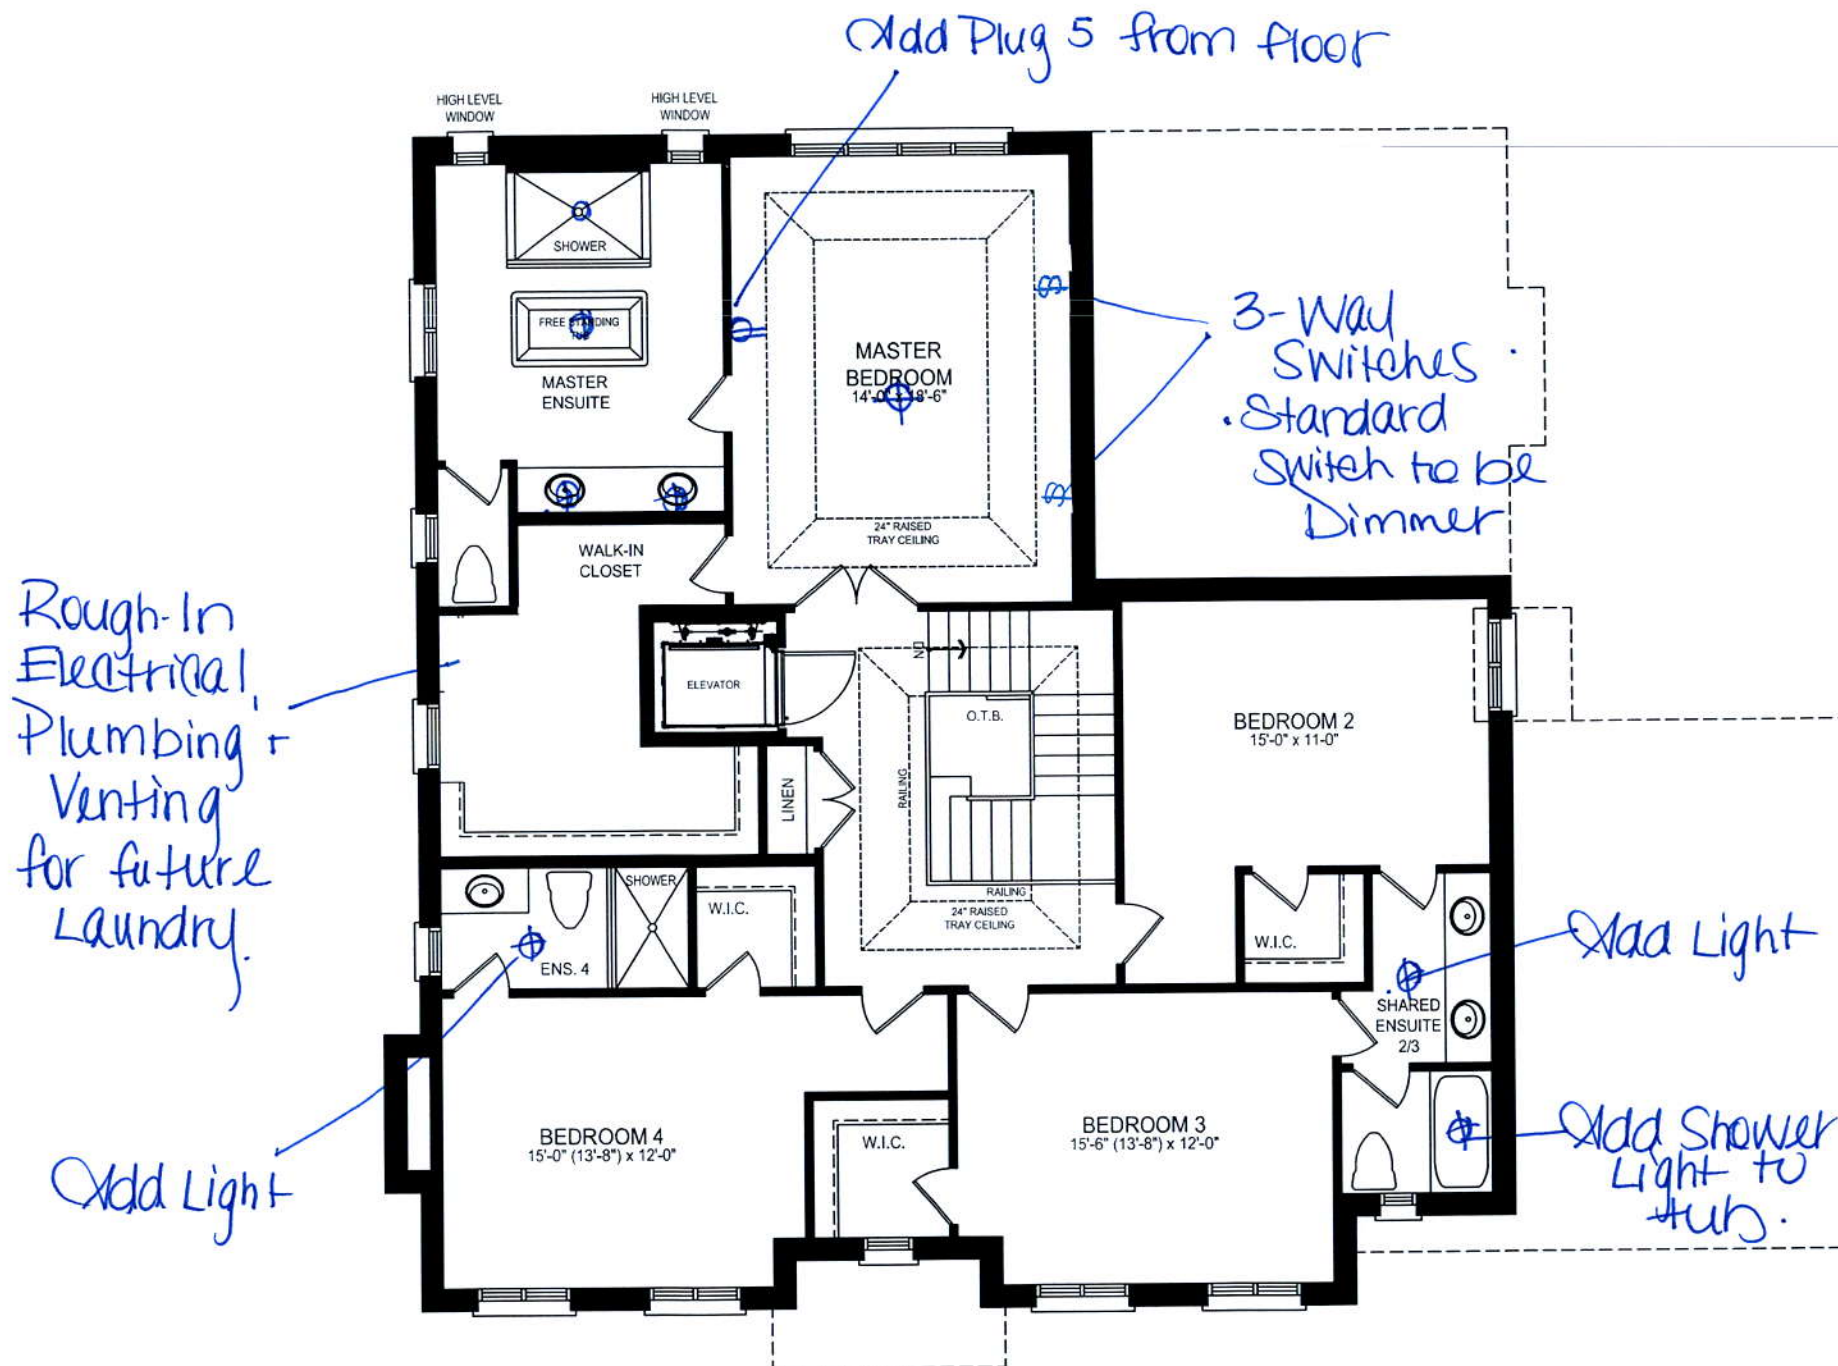 Add Plug 5 from floor
HIGH LEVEL
WINDOW
HIGH LEVEL
WINDOW
SHOWER
FREE STANDING
TUB
MASTER
ENSUITE
MASTER
BEDROOM
14'-0" x 18'-6"
3-Way
Switches
. Standard
Switch to be
Dimmer
24" RAISED
TRAY CEILING
WALK-IN
CLOSET
Rough-In
Electrical,
Plumbing +
Venting
for future
Laundry.
ELEVATOR
DN
O.T.B.
BEDROOM 2
15'-0" x 11'-0"
LINEN
RAILING
SHOWER
W.I.C.
RAILING
24" RAISED
TRAY CEILING
W.I.C.
Add Light
ENS. 4
SHARED
ENSUITE
2/3
BEDROOM 4
15'-0" (13'-8") x 12'-0"
W.I.C.
BEDROOM 3
15'-6" (13'-8") x 12'-0"
Add Shower
Light to
tub.
Add Light